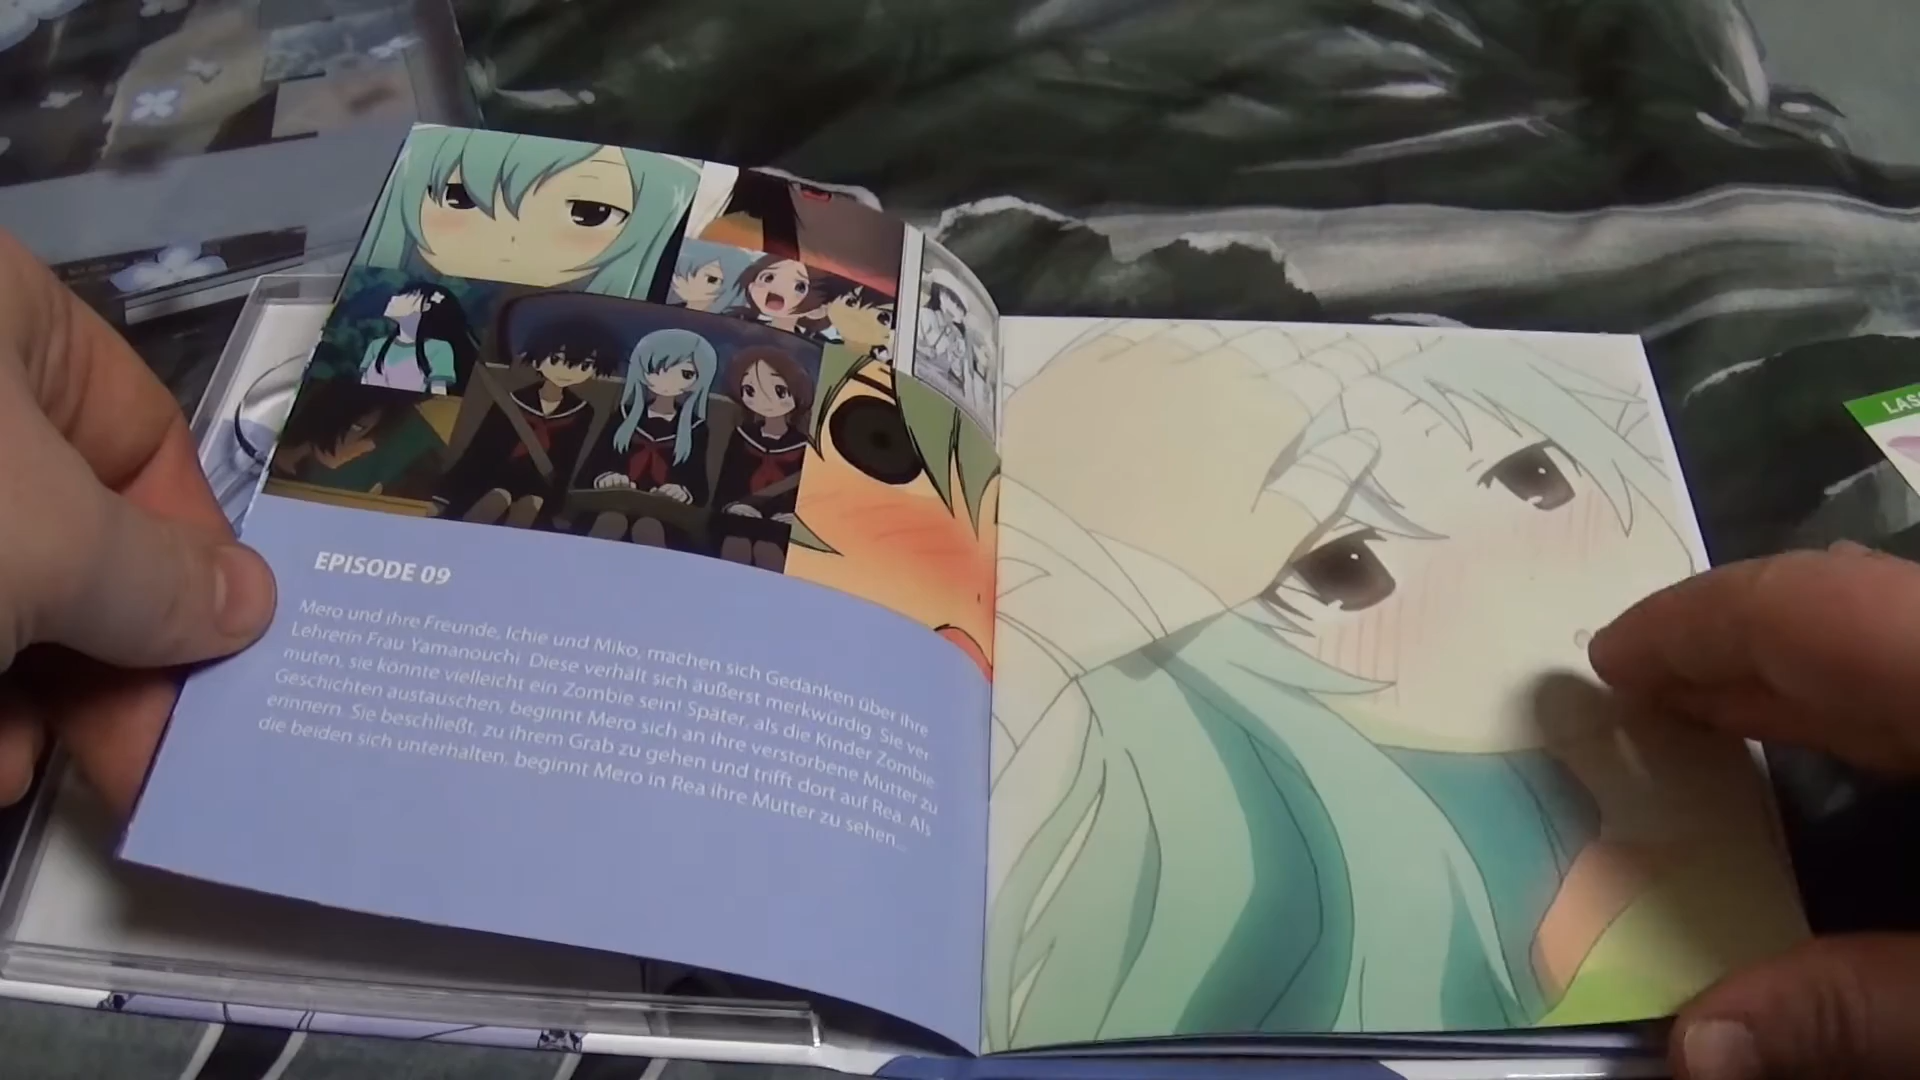 EPISODE 09
Mero und ihre Freunde, Ichie und Miko, machen sich Gedanken über ihre
Lehrerin Frau Yamanouchi. Diese verhält sich äußerst merkwürdig. Sie ver
muten, sie könnte vielleicht ein Zombie sein! Später, als die Kinder Zombie
Geschichten austauschen, beginnt Mero sich an ihre verstorbene Mutter zu
erinnern. Sie beschließt, zu ihrem Grab zu gehen und trifft dort auf Rea. Als
die beiden sich unterhalten, beginnt Mero in Rea ihre Mutter zu sehen...
LAS